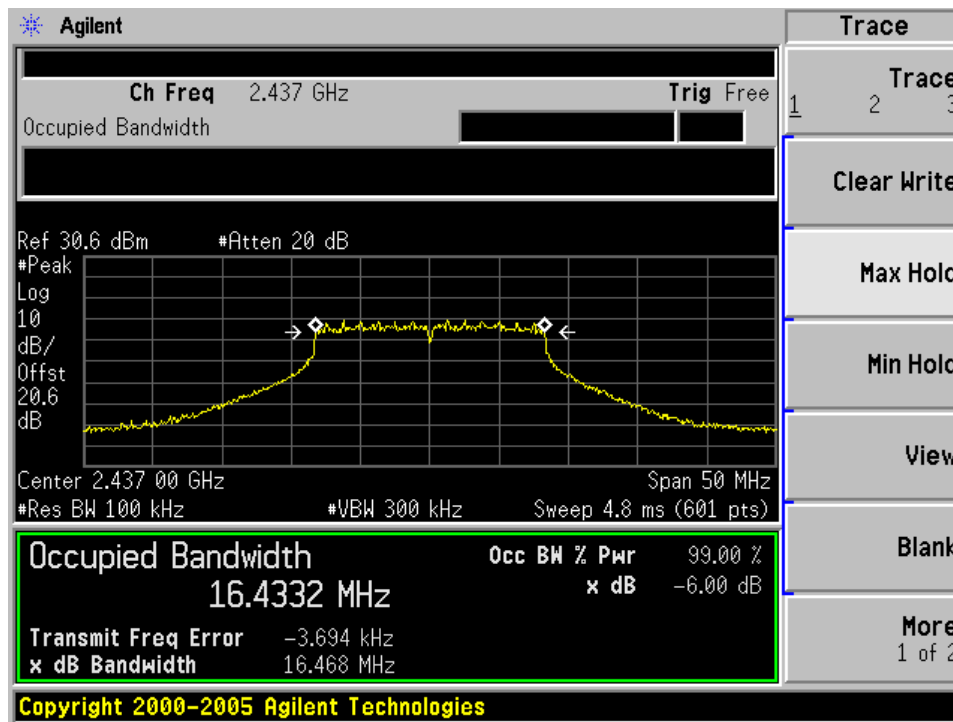 Agilent
Trace
Ch Freq 2.437 GHz Trig Free
Occupied Bandwidth
Ref 30.6 dBm #Atten 20 dB
#Peak
Log
10
dB/
Offst
20.6
dB
Center 2.437 00 GHz Span 50 MHz
#Res BW 100 kHz #VBW 300 kHz Sweep 4.8 ms (601 pts)
Occupied Bandwidth
16.4332 MHz
Occ BW % Pwr 99.00 %
x dB -6.00 dB
Transmit Freq Error -3.694 kHz
x dB Bandwidth 16.468 MHz
Copyright 2000-2005 Agilent Technologies
Trace
1 2 3
Clear Write
Max Hold
Min Hold
View
Blank
More
1 of 2